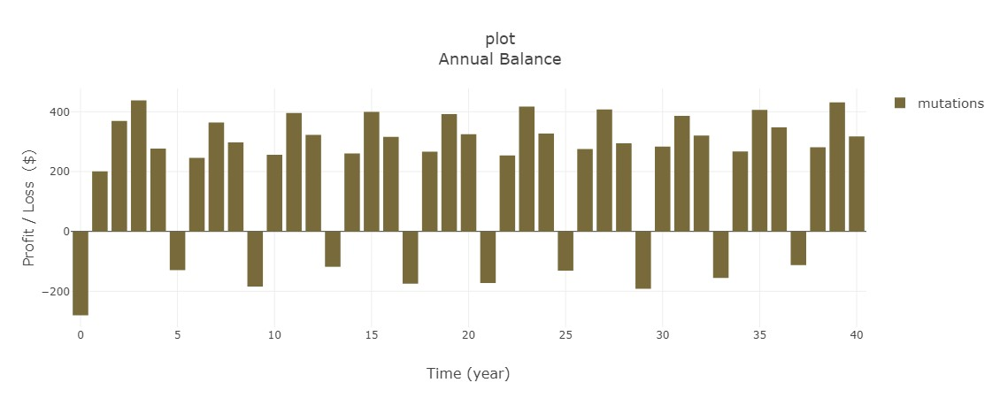 plot
Annual Balance
mutations
400
200
0
−200
Profit / Loss ($)
0 5 10 15 20 25 30 35 40
Time (year)